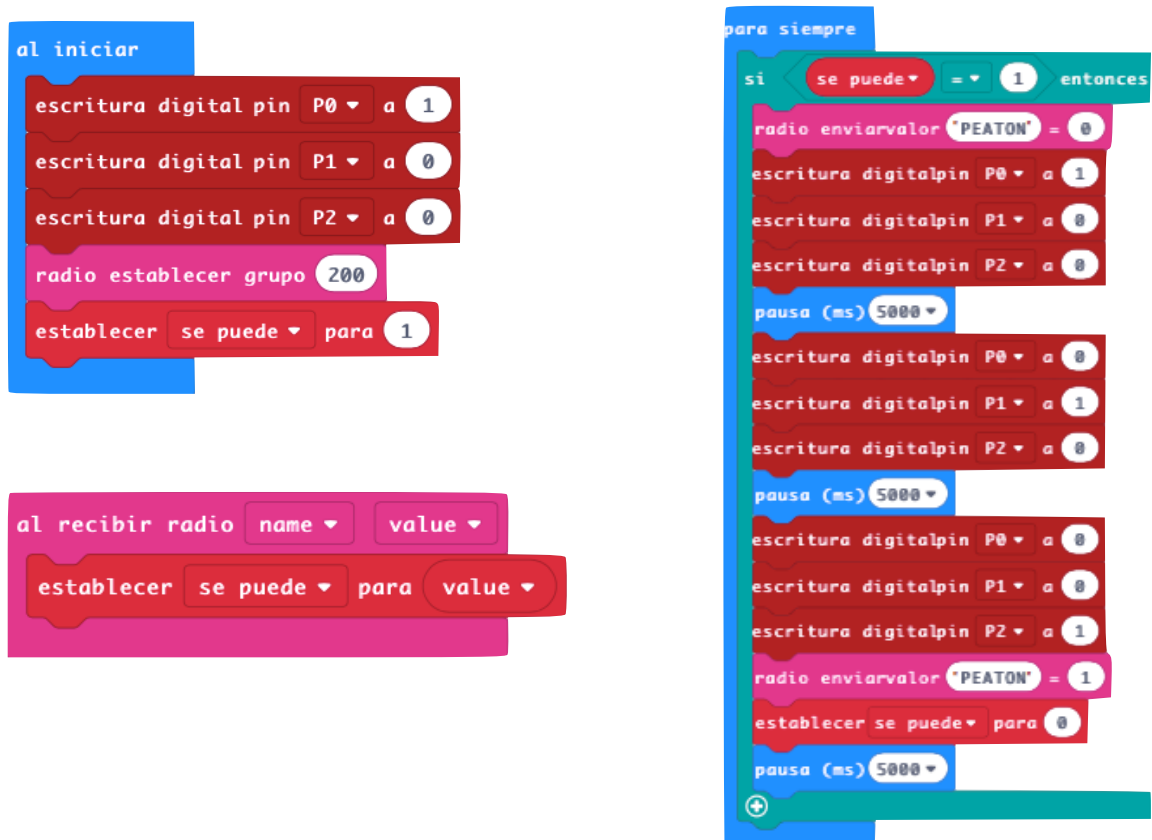 al iniciar
escritura digital pin P0 a 1
escritura digital pin P1 a 0
escritura digital pin P2 a 0
radio establecer grupo 200
establecer se puede para 1
al recibir radio name value
establecer se puede para value
para siempre
si se puede = 1 entonces
radio enviarvalor "PEATON" = 0
escritura digitalpin P0 a 1
escritura digitalpin P1 a 0
escritura digitalpin P2 a 0
pausa (ms) 5000
escritura digitalpin P0 a 0
escritura digitalpin P1 a 1
escritura digitalpin P2 a 0
pausa (ms) 5000
escritura digitalpin P0 a 0
escritura digitalpin P1 a 0
escritura digitalpin P2 a 1
radio enviarvalor "PEATON" = 1
establecer se puede para 0
pausa (ms) 5000